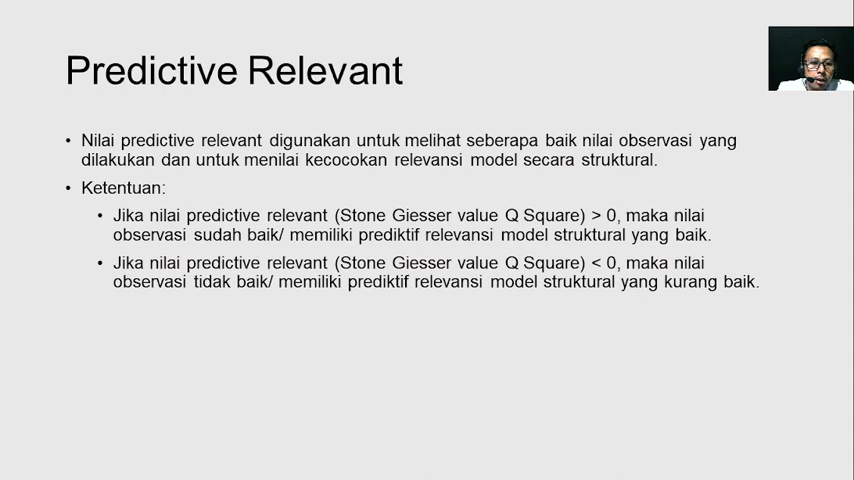 Predictive Relevant
• Nilai predictive relevant digunakan untuk melihat seberapa baik nilai observasi yang
dilakukan dan untuk menilai kecocokan relevansi model secara struktural.
• Ketentuan:
• Jika nilai predictive relevant (Stone Giesser value Q Square) > 0, maka nilai
observasi sudah baik/ memiliki prediktif relevansi model struktural yang baik.
• Jika nilai predictive relevant (Stone Giesser value Q Square) < 0, maka nilai
observasi tidak baik/ memiliki prediktif relevansi model struktural yang kurang baik.